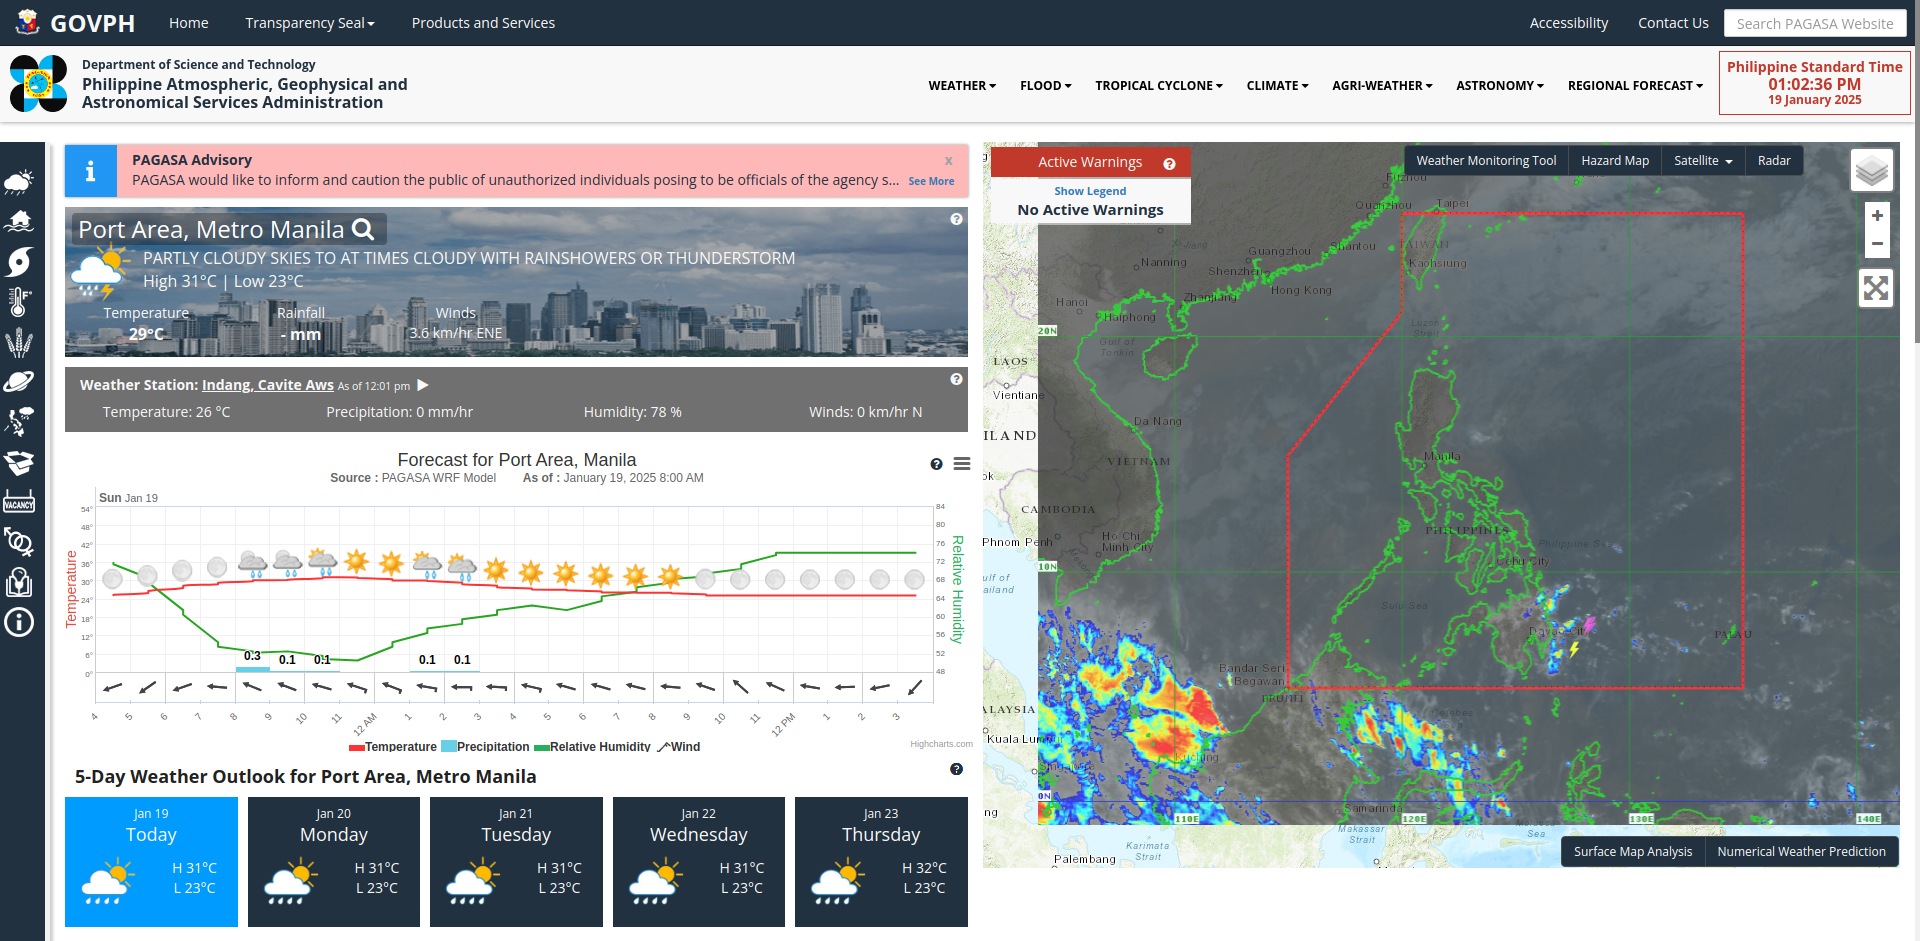 GOVPH
Home
Transparency Seal
Products and Services
Accessibility
Contact Us
Search PAGASA Website
Department of Science and Technology
Philippine Atmospheric, Geophysical and
Astronomical Services Administration
WEATHER
FLOOD
TROPICAL CYCLONE
CLIMATE
AGRI-WEATHER
ASTRONOMY
REGIONAL FORECAST
Philippine Standard Time
01:02:36 PM
19 January 2025
VACANCY
PAGASA Advisory
x
PAGASA would like to inform and caution the public of unauthorized individuals posing to be officials of the agency s... See More
Port Area, Metro Manila
PARTLY CLOUDY SKIES TO AT TIMES CLOUDY WITH RAINSHOWERS OR THUNDERSTORM
High 31°C | Low 23°C
Temperature
29°C
Rainfall
- mm
Winds
3.6 km/hr ENE
Weather Station: Indang, Cavite Aws As of 12:01 pm
Temperature: 26 °C
Precipitation: 0 mm/hr
Humidity: 78 %
Winds: 0 km/hr N
Forecast for Port Area, Manila
Source : PAGASA WRF Model As of : January 19, 2025 8:00 AM
Sun Jan 19
Temperature
54°
48°
42°
36°
30°
24°
18°
12°
6°
0°
84
80
76
72
68
64
60
56
52
48
Relative Humidity
0.3
0.1
0.1
0.1
0.1
4 5 6 7 8 9 10 11 12 AM 1 2 3 4 5 6 7 8 9 10 11 12 PM 1 2 3
Temperature Precipitation Relative Humidity Wind
Highcharts.com
5-Day Weather Outlook for Port Area, Metro Manila
Jan 19
Today
H 31°C
L 23°C
Jan 20
Monday
H 31°C
L 23°C
Jan 21
Tuesday
H 31°C
L 23°C
Jan 22
Wednesday
H 31°C
L 23°C
Jan 23
Thursday
H 32°C
L 23°C
Active Warnings
Show Legend
No Active Warnings
Weather Monitoring Tool
Hazard Map
Satellite
Radar
+
−
Fuzhou
Quanzhou
Taipei
TAIWAN
Kaohsiung
Shantou
Guangzhou
Shenzhen
Hong Kong
Nanning
Zhanjiang
Hanoi
Haiphong
Gulf of
Tonkin
Luzon
Strait
20N
LAOS
Vientiane
Da Nang
ILAND
VIETNAM
Manila
ok
CAMBODIA
Phnom Penh
Ho Chi
Minh City
PHILIPPINES
Philippine Sea
Cebu City
10N
ulf of
ailand
Sulu Sea
Davao City
PALAU
Bandar Seri
Begawan
BRUNEI
ALAYSIA
Kuala Lum
Kuching
Singapore
Celebes
0N
Samarinda
110E
120E
130E
140E
ng
Makassar
Strait
Karimata
Strait
Palembang
Sea
Surface Map Analysis
Numerical Weather Prediction